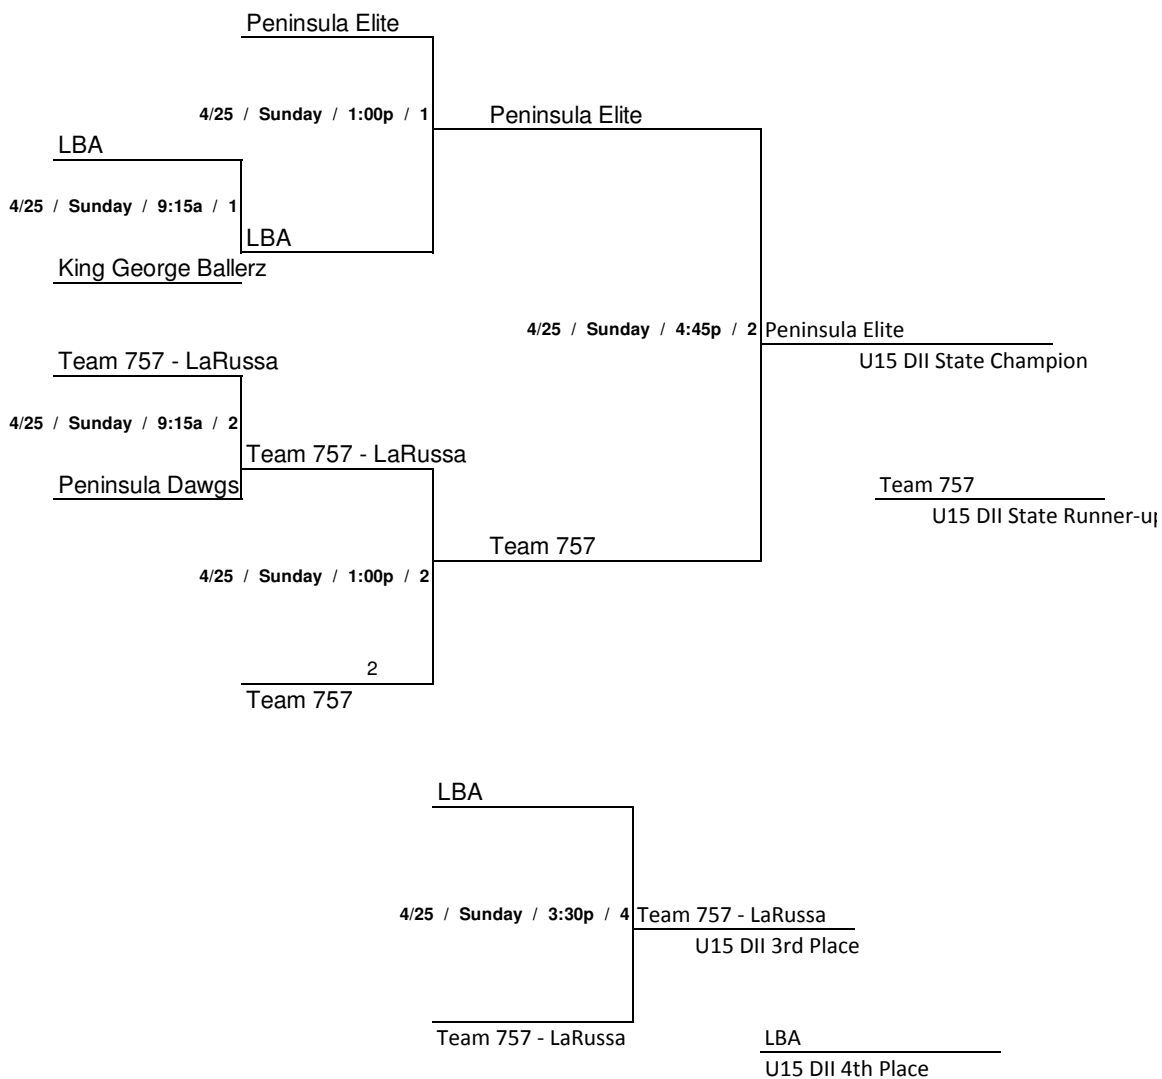 Peninsula Elite
4/25 / Sunday / 1:00p / 1
Peninsula Elite
LBA
4/25 / Sunday / 9:15a / 1
LBA
King George Ballerz
4/25 / Sunday / 4:45p / 2
Peninsula Elite
U15 DII State Champion
Team 757 - LaRussa
4/25 / Sunday / 9:15a / 2
Team 757 - LaRussa
Peninsula Dawgs
Team 757
U15 DII State Runner-up
Team 757
4/25 / Sunday / 1:00p / 2
2
Team 757
LBA
4/25 / Sunday / 3:30p / 4
Team 757 - LaRussa
U15 DII 3rd Place
Team 757 - LaRussa
LBA
U15 DII 4th Place